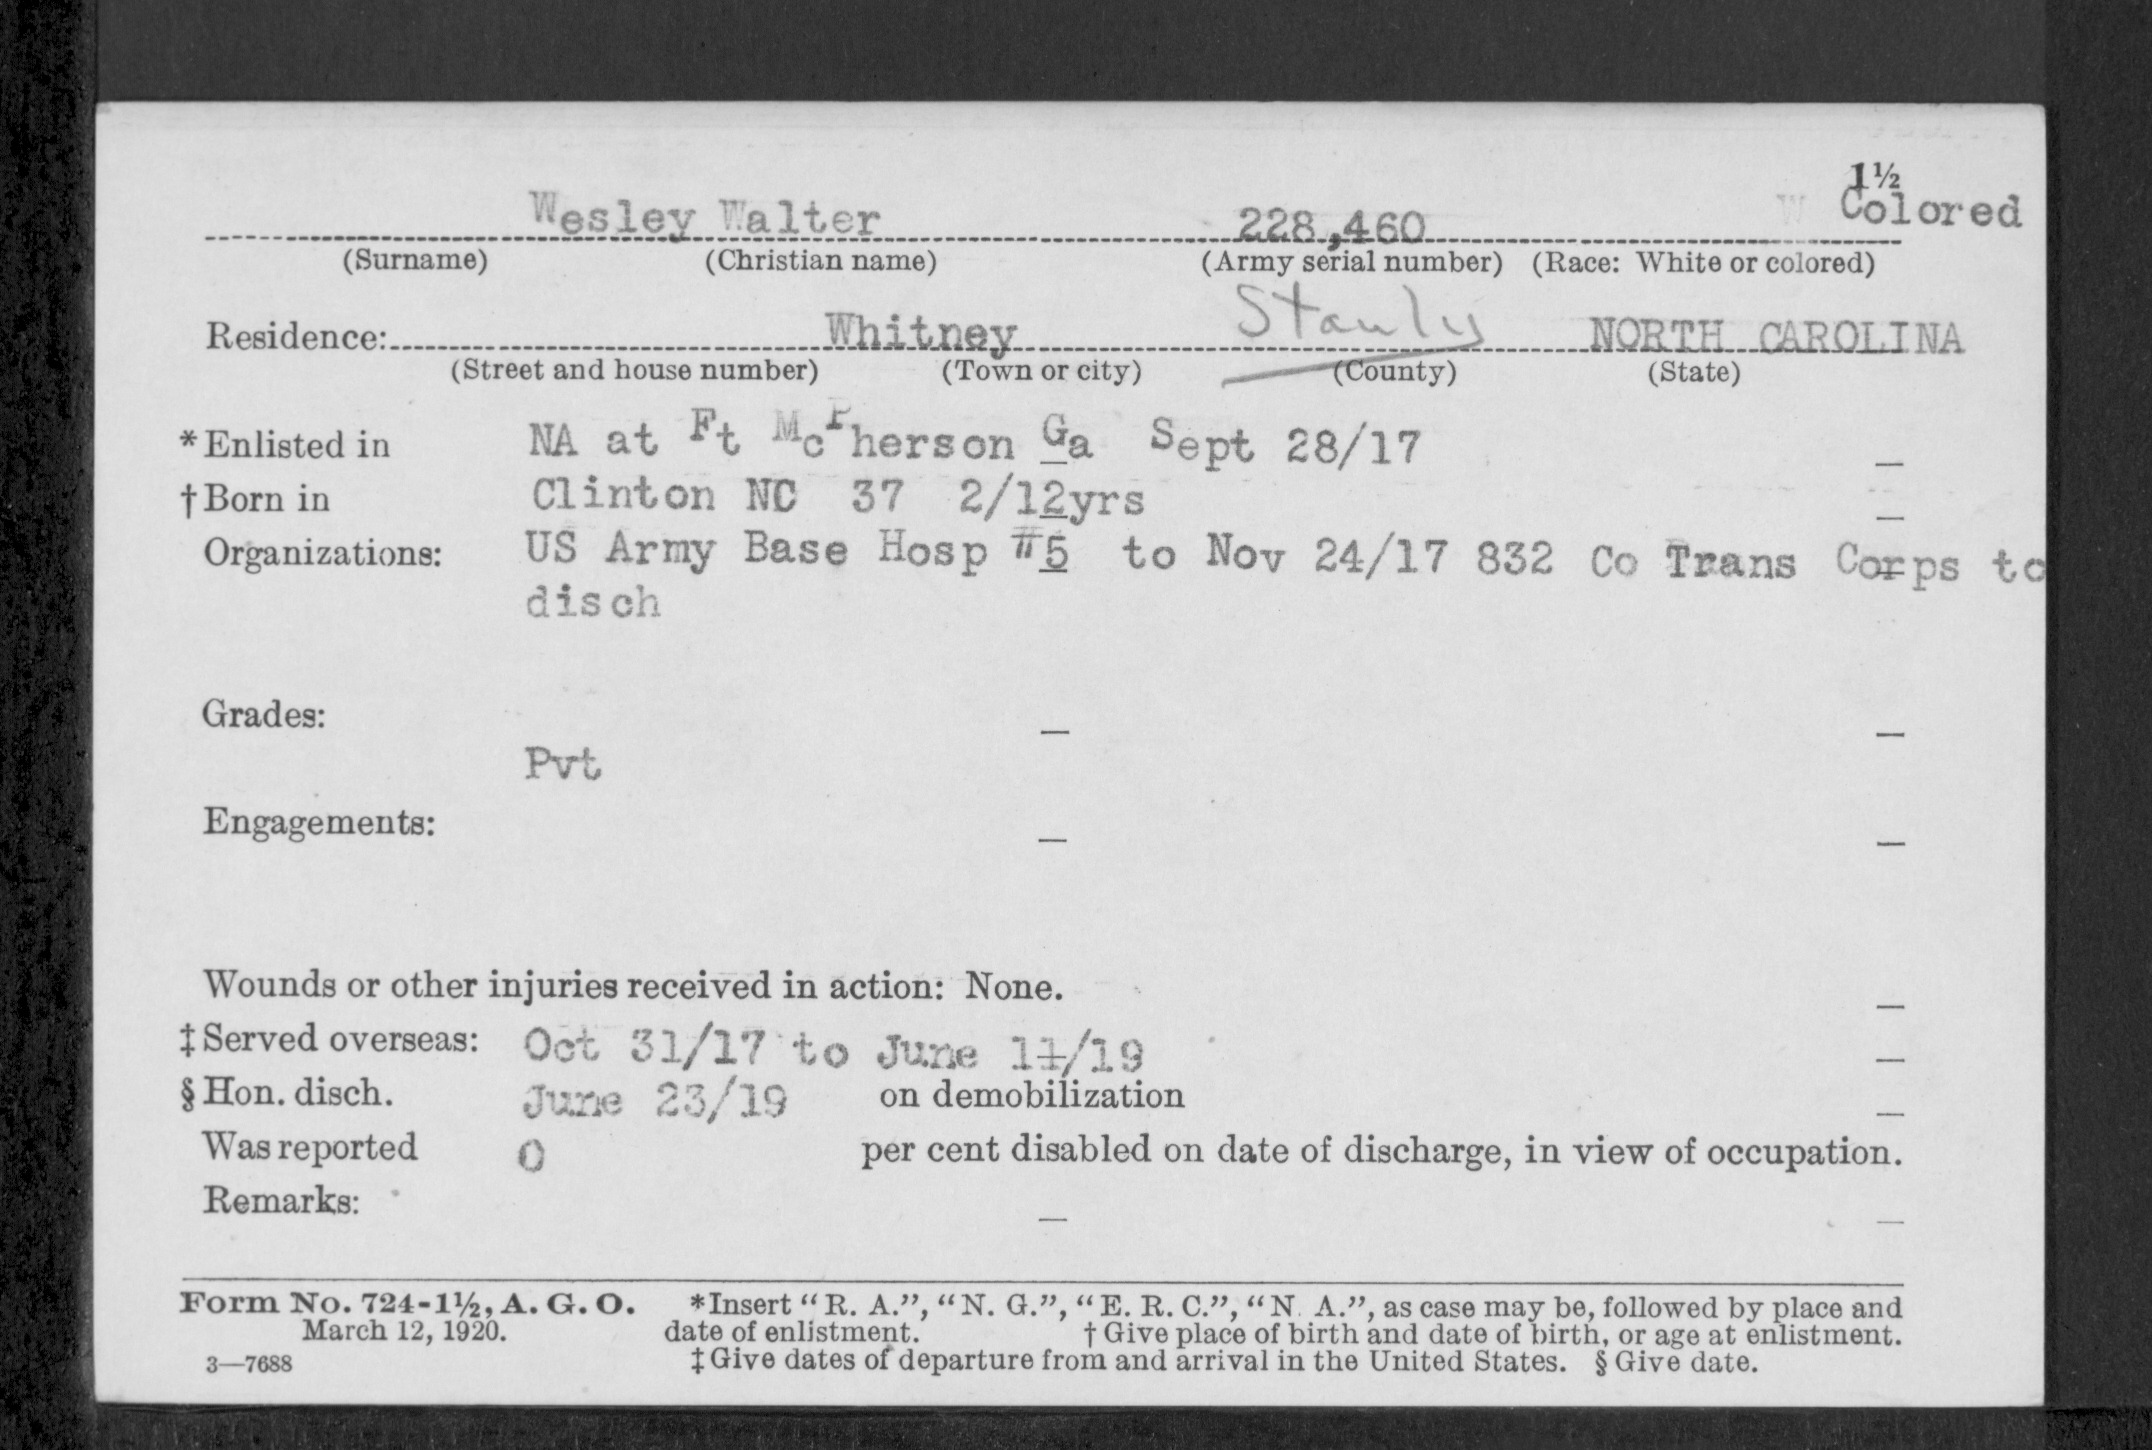 1½
Wesley Walter 228,460 W Colored
(Surname) (Christian name) (Army serial number) (Race: White or colored)
Residence: Whitney Stanly NORTH CAROLINA
(Street and house number) (Town or city) (County) (State)
*Enlisted in NA at Ft McPherson Ga Sept 28/17
†Born in Clinton NC 37 2/12yrs
Organizations: US Army Base Hosp #5 to Nov 24/17 832 Co Trans Corps to
disch
Grades:
Pvt
Engagements:
Wounds or other injuries received in action: None.
‡Served overseas: Oct 31/17 to June 11/19
§Hon. disch. June 23/19 on demobilization
Was reported 0 per cent disabled on date of discharge, in view of occupation.
Remarks:
Form No. 724-1½, A. G. O. *Insert "R. A.", "N. G.", "E. R. C.", "N. A.", as case may be, followed by place and
March 12, 1920. date of enlistment. †Give place of birth and date of birth, or age at enlistment.
3—7688 ‡Give dates of departure from and arrival in the United States. §Give date.